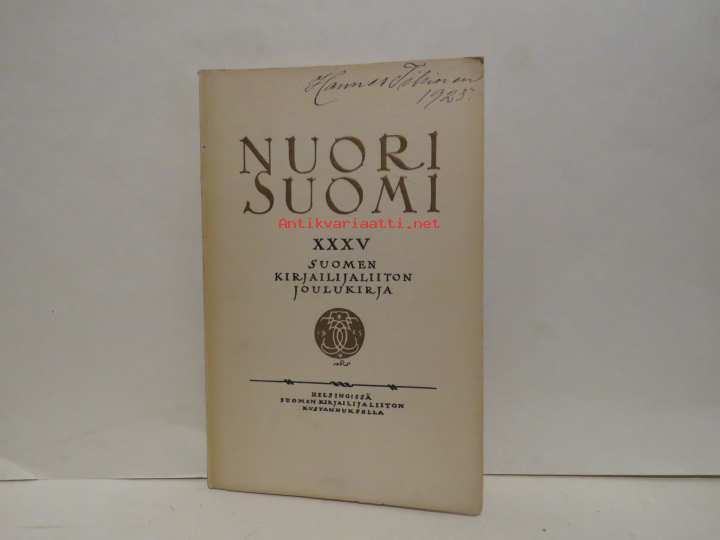 1925.
NUORI
SUOMI
Antikvariaatti.net
XXXV
SUOMEN
KIRJAILIJALIITON
JOULUKIRJA
HELSINGISSÄ
SUOMEN KIRJAILIJALIITON
KUSTANNUKSELLA